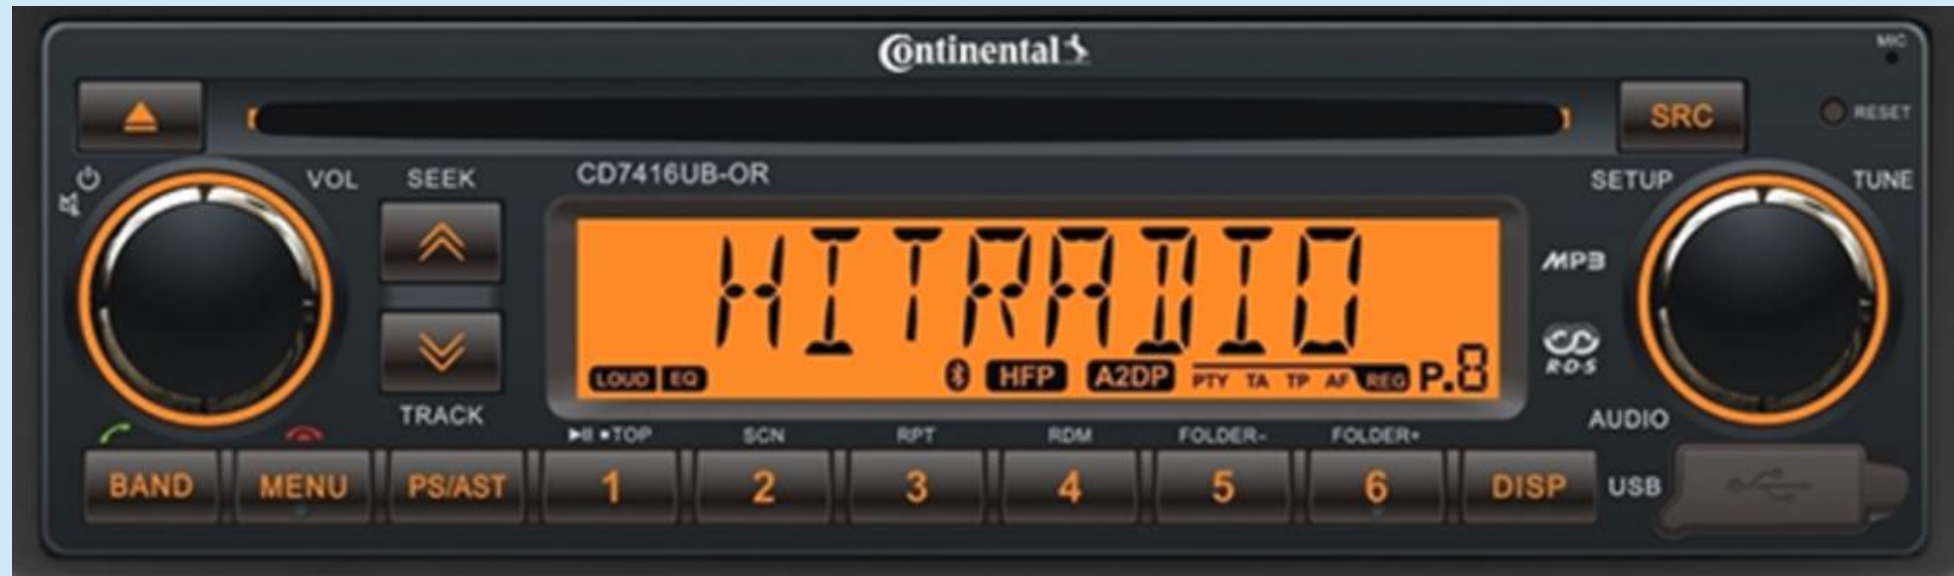 Continental
MIC
SRC
RESET
VOL
SEEK
CD7416UB-OR
SETUP
TUNE
HITRADIO
MP3
LOUD EQ HFP A2DP PTY TA TP AF REG P.8
R·D·S
TRACK
AUDIO
TOP SCN RPT RDM FOLDER- FOLDER+
BAND MENU PS/AST 1 2 3 4 5 6 DISP USB